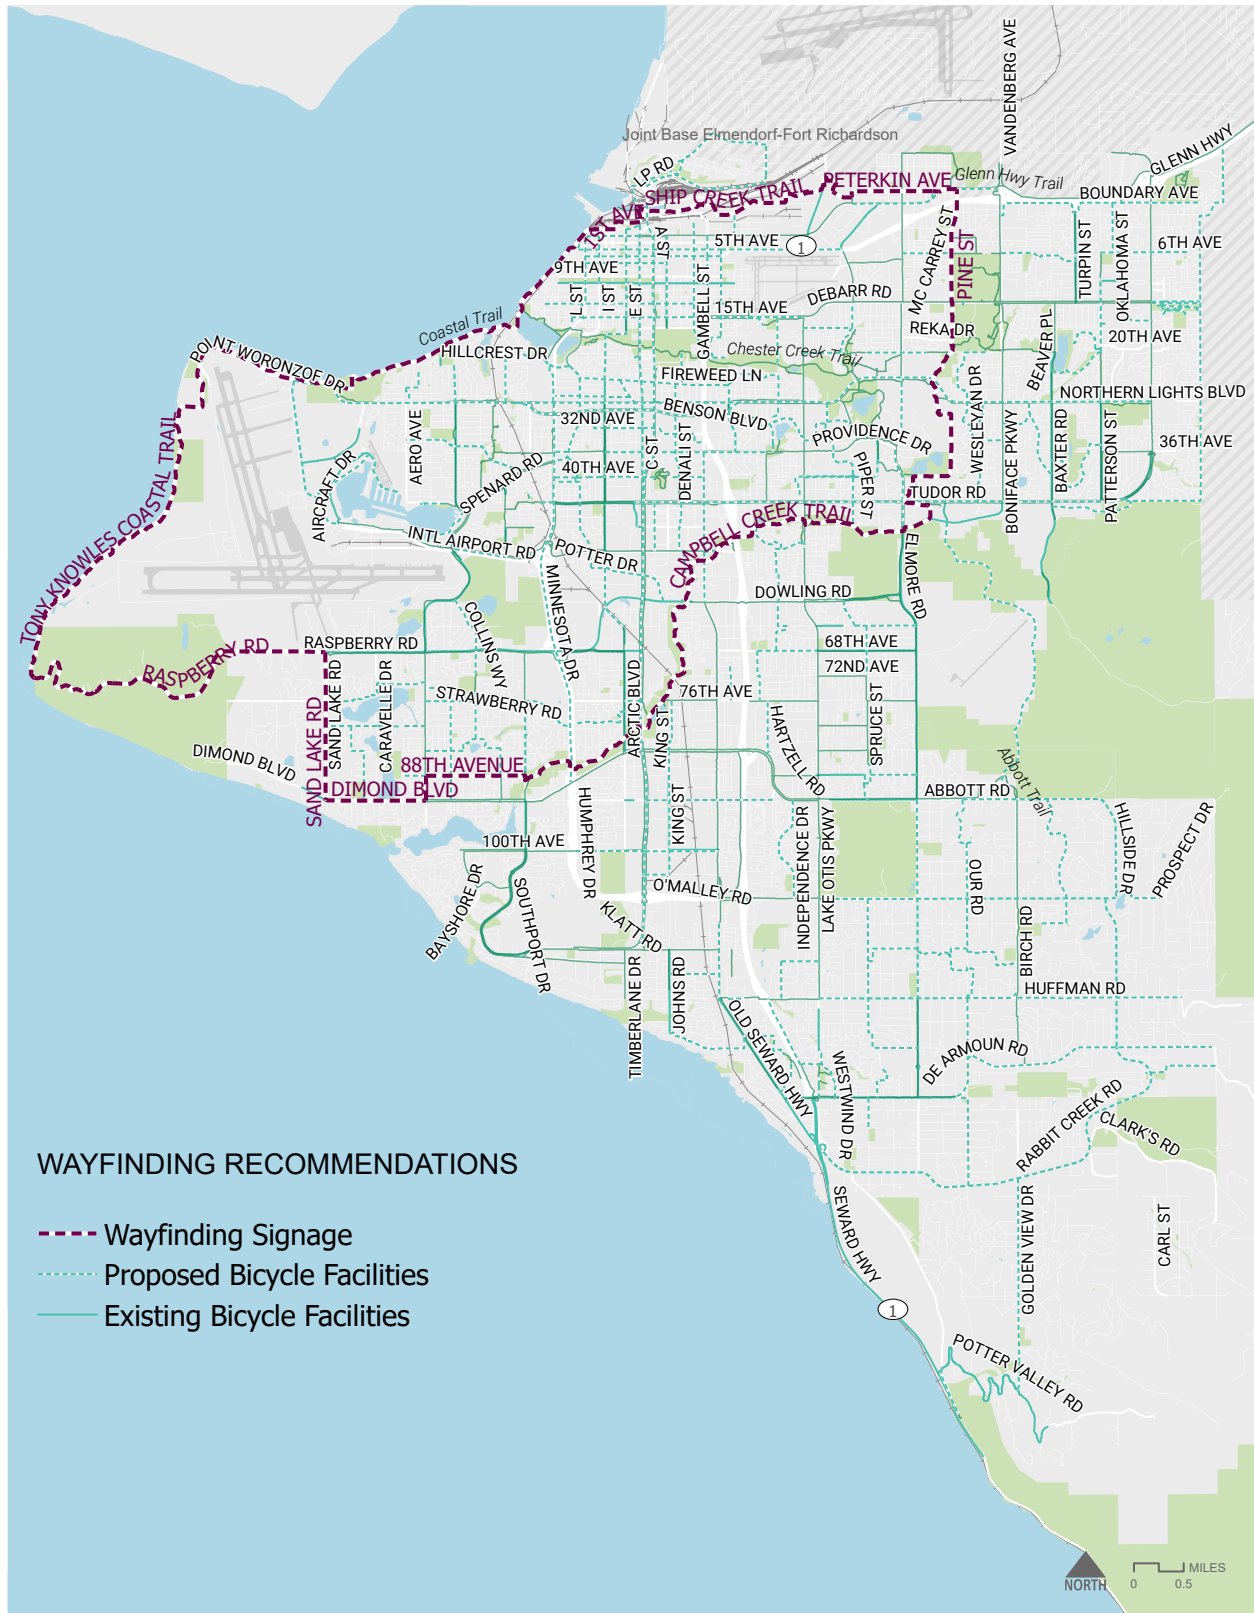 VANDENBERG AVE
Joint Base Elmendorf-Fort Richardson
GLENN HWY
LP RD
Glenn Hwy Trail
PETERKIN AVE
SHIP CREEK TRAIL
BOUNDARY AVE
1ST AVE
A ST
5TH AVE
1
MC CARREY ST
PINE ST
TURPIN ST
OKLAHOMA ST
6TH AVE
9TH AVE
L ST
I ST
E ST
GAMBELL ST
15TH AVE
DEBARR RD
REKA DR
BEAVER PL
20TH AVE
Coastal Trail
HILLCREST DR
Chester Creek Trail
POINT WORONZOF DR
FIREWEED LN
WESLEYAN DR
NORTHERN LIGHTS BLVD
AERO AVE
32ND AVE
BENSON BLVD
PROVIDENCE DR
BONIFACE PKWY
BAXTER RD
PATTERSON ST
36TH AVE
TONY KNOWLES COASTAL TRAIL
AIRCRAFT DR
SPENARD RD
40TH AVE
C ST
DENALI ST
PIPER ST
TUDOR RD
CAMPBELL CREEK TRAIL
INTL AIRPORT RD
POTTER DR
ELMORE RD
MINNESOTA DR
DOWLING RD
COLLINS WY
RASPBERRY RD
RASPBERRY RD
68TH AVE
72ND AVE
SAND LAKE RD
SAND LAKE RD
CARAVELLE DR
STRAWBERRY RD
ARCTIC BLVD
KING ST
76TH AVE
HARTZELL RD
SPRUCE ST
DIMOND BLVD
88TH AVENUE
DIMOND BLVD
Abbott Trail
ABBOTT RD
HUMPHREY DR
KING ST
INDEPENDENCE DR
LAKE OTIS PKWY
HILLSIDE DR
PROSPECT DR
100TH AVE
OUR RD
BAYSHORE DR
SOUTHPORT DR
O'MALLEY RD
KLATT RD
BIRCH RD
TIMBERLANE DR
JOHNS RD
HUFFMAN RD
OLD SEWARD HWY
WESTWIND DR
DE ARMOUN RD
RABBIT CREEK RD
CLARK'S RD
WAYFINDING RECOMMENDATIONS
SEWARD HWY
GOLDEN VIEW DR
CARL ST
Wayfinding Signage
Proposed Bicycle Facilities
Existing Bicycle Facilities
1
POTTER VALLEY RD
NORTH
MILES
0
0.5